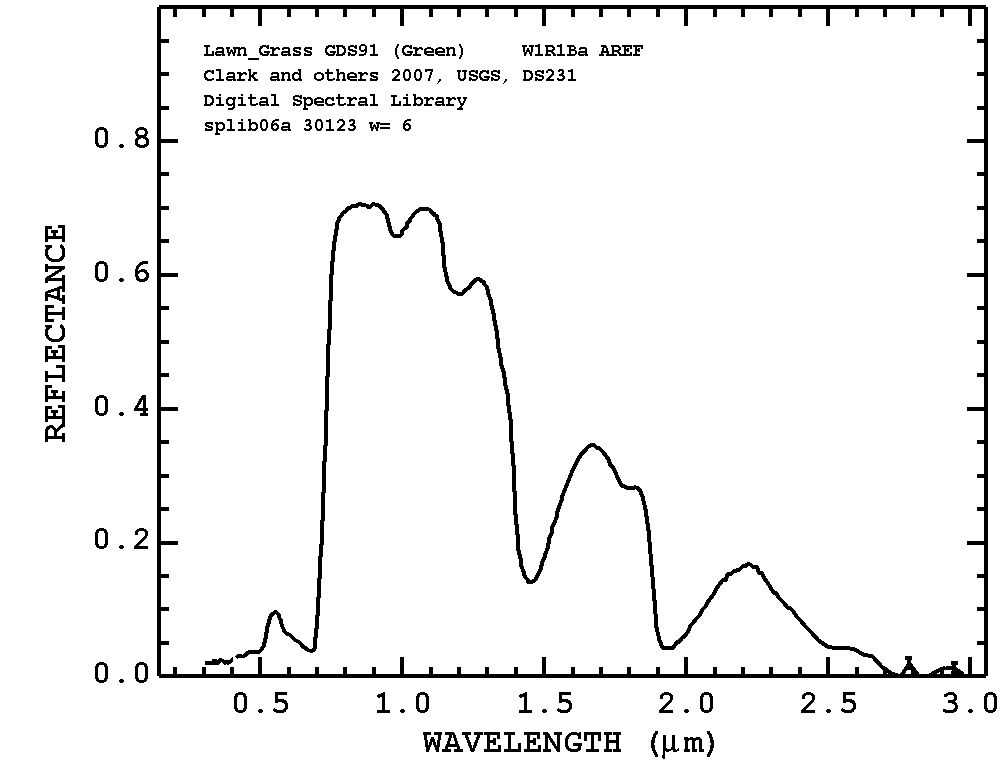 Lawn_Grass GDS91 (Green) W1R1Ba AREF
Clark and others 2007, USGS, DS231
Digital Spectral Library
splib06a 30123 w= 6
REFLECTANCE
0.8
0.6
0.4
0.2
0.0
0.5 1.0 1.5 2.0 2.5 3.0
WAVELENGTH (μm)